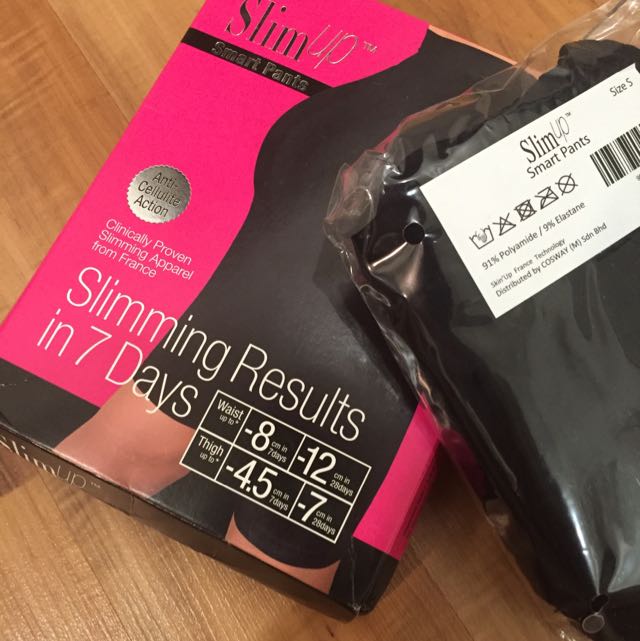 SlimUP™
Smart Pants
Anti-
Cellulite
Action
Clinically Proven
Slimming Apparel
from France
Slimming Results
in 7 Days
Waist up to* -8 cm in 7days -12 cm in 28days
Thigh up to* -4.5 cm in 7days -7 cm in 28days
SlimUP™
Size S
SlimUP™
Smart Pants
91% Polyamide / 9% Elastane
Skin'Up France Technology
Distributed by COSWAY (M) Sdn Bhd